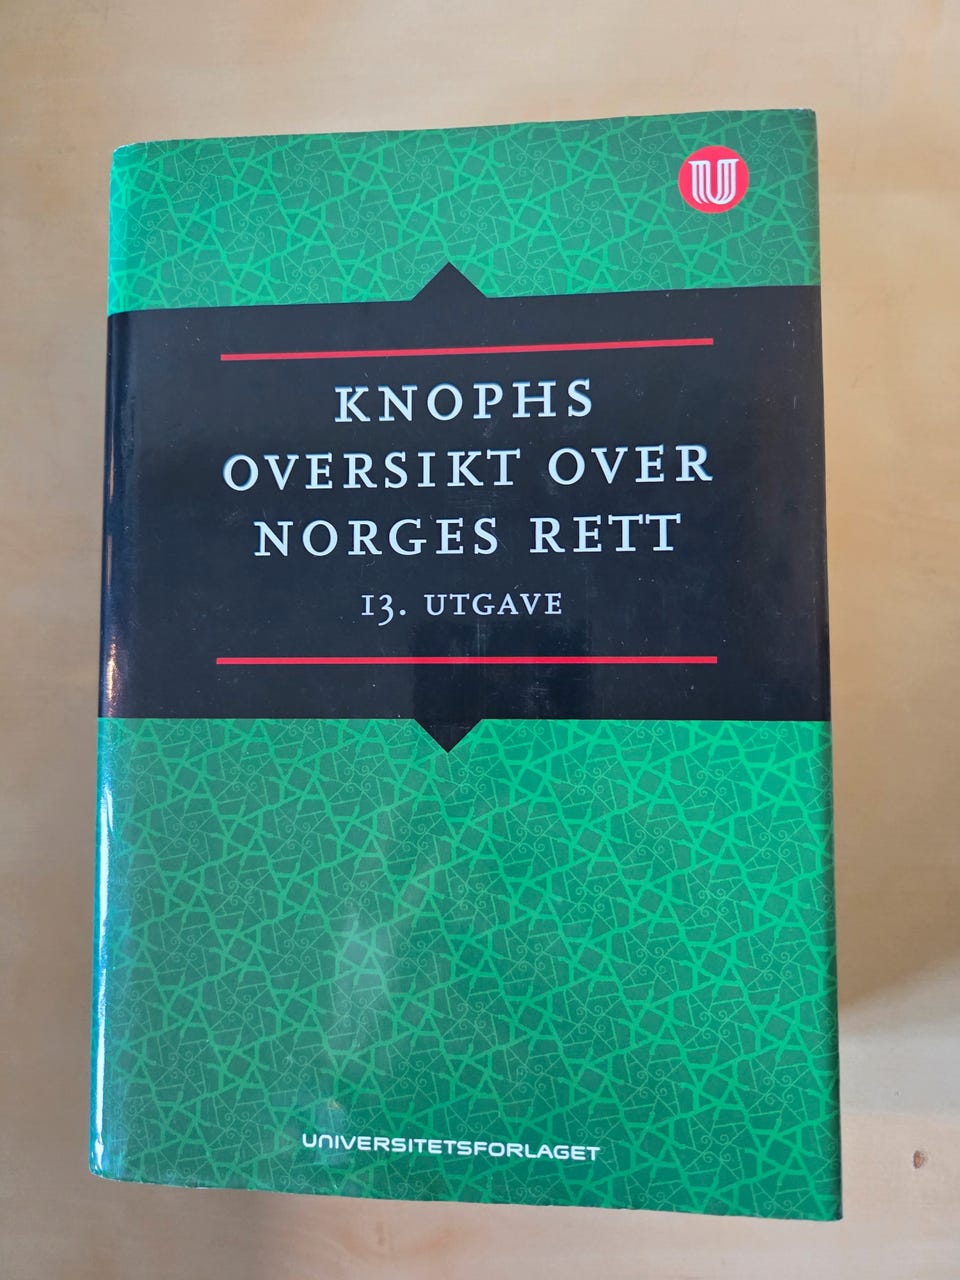 U
KNOPHS
OVERSIKT OVER
NORGES RETT
13. UTGAVE
UNIVERSITETSFORLAGET